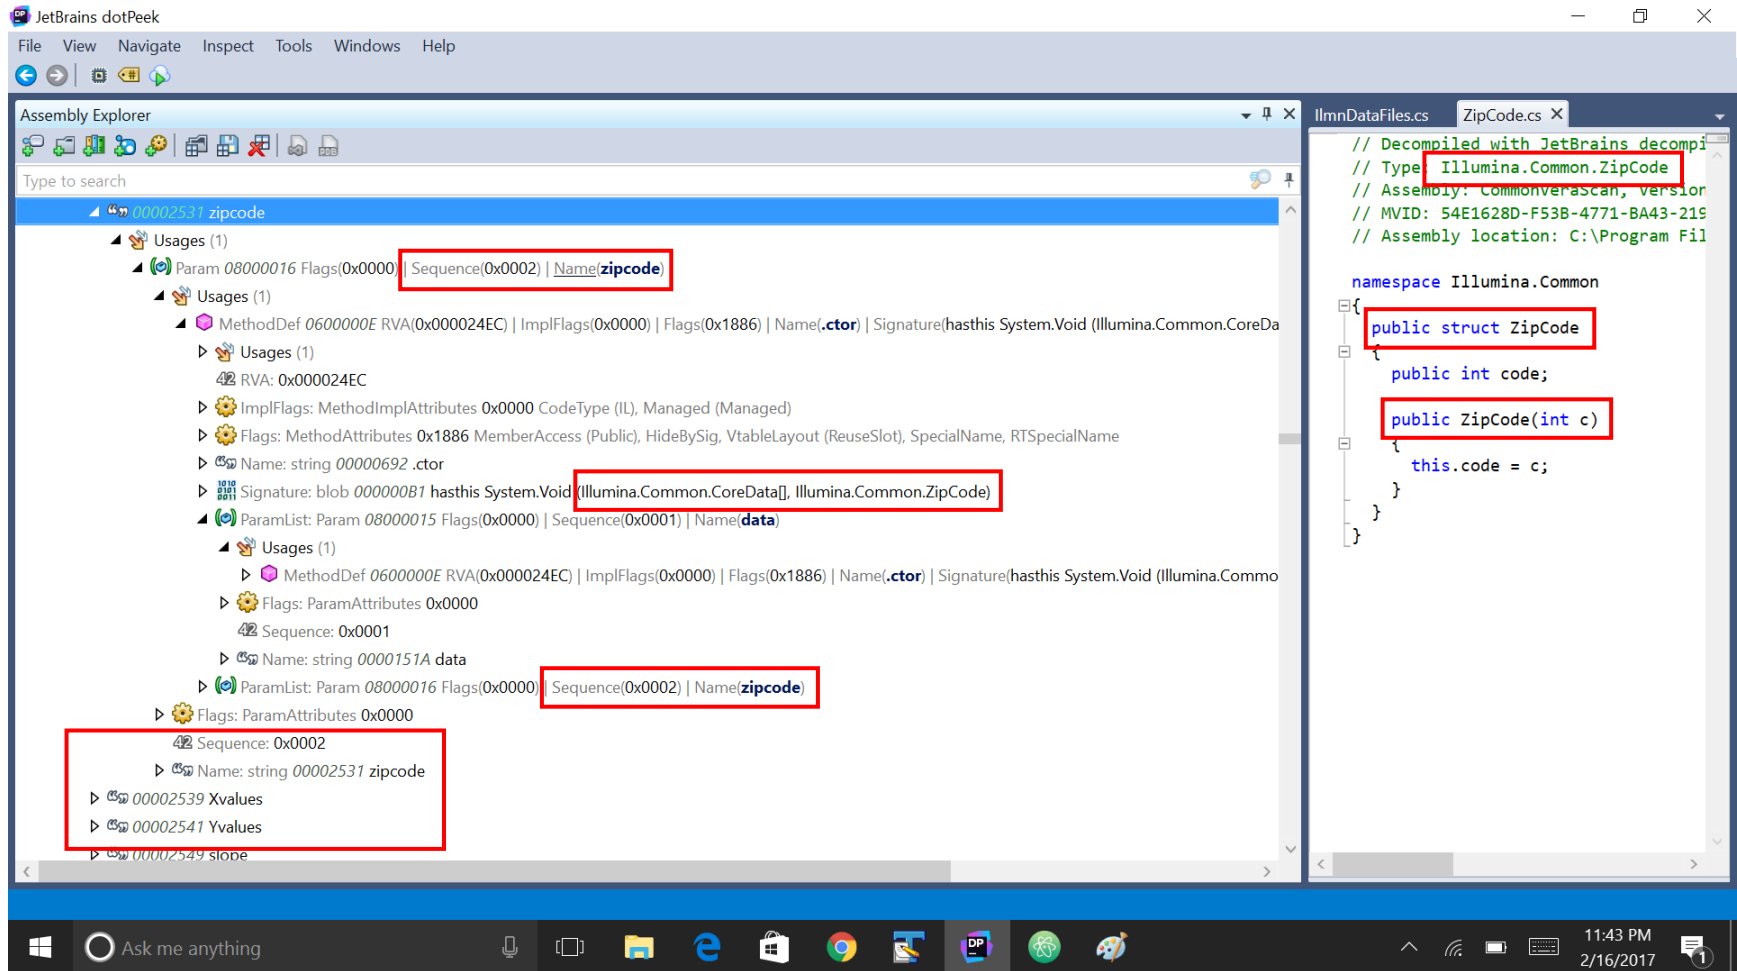 JetBrains dotPeek
File View Navigate Inspect Tools Windows Help
Assembly Explorer
Type to search
00002531 zipcode
Usages (1)
Param 08000016 Flags(0x0000) | Sequence(0x0002) | Name(zipcode)
Usages (1)
MethodDef 0600000E RVA(0x000024EC) | ImplFlags(0x0000) | Flags(0x1886) | Name(.ctor) | Signature(hasthis System.Void (Illumina.Common.CoreDa
Usages (1)
42 RVA: 0x000024EC
ImplFlags: MethodImplAttributes 0x0000 CodeType (IL), Managed (Managed)
Flags: MethodAttributes 0x1886 MemberAccess (Public), HideBySig, VtableLayout (ReuseSlot), SpecialName, RTSpecialName
Name: string 00000692 .ctor
Signature: blob 000000B1 hasthis System.Void (Illumina.Common.CoreData[], Illumina.Common.ZipCode)
ParamList: Param 08000015 Flags(0x0000) | Sequence(0x0001) | Name(data)
Usages (1)
MethodDef 0600000E RVA(0x000024EC) | ImplFlags(0x0000) | Flags(0x1886) | Name(.ctor) | Signature(hasthis System.Void (Illumina.Commo
Flags: ParamAttributes 0x0000
42 Sequence: 0x0001
Name: string 0000151A data
ParamList: Param 08000016 Flags(0x0000) | Sequence(0x0002) | Name(zipcode)
Flags: ParamAttributes 0x0000
42 Sequence: 0x0002
Name: string 00002531 zipcode
00002539 Xvalues
00002541 Yvalues
00002549 slope
IlmnDataFiles.cs ZipCode.cs
// Decompiled with JetBrains decompi
// Type: Illumina.Common.ZipCode
// Assembly: CommonVeraScan, Version
// MVID: 54E1628D-F53B-4771-BA43-219
// Assembly location: C:\Program Fil
namespace Illumina.Common
{
public struct ZipCode
{
public int code;
public ZipCode(int c)
{
this.code = c;
}
}
}
Ask me anything
DP
11:43 PM
2/16/2017
1